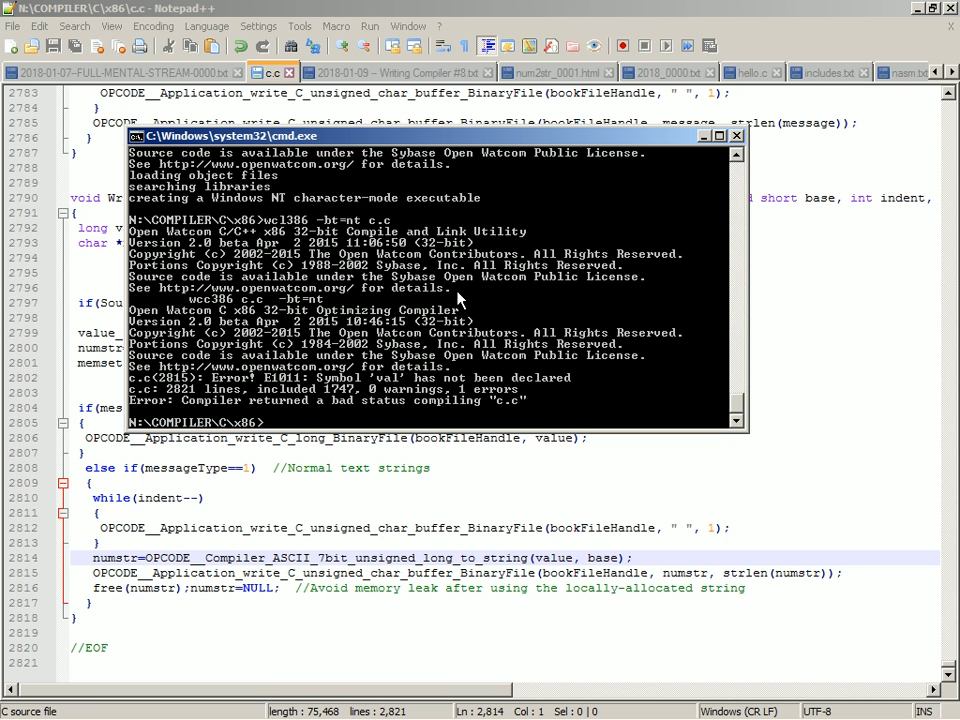 N:\COMPILER\C\x86\c.c - Notepad++
File Edit Search View Encoding Language Settings Tools Macro Run Window ?
X
2018-01-07-FULL-MENTAL-STREAM-0000.txt c.c 2018-01-09 -- Writing Compiler #8.txt num2str_0001.html 2018_0000.txt hello.c includes.txt nasm.txt
2783 OPCODE__Application_write_C_unsigned_char_buffer_BinaryFile(bookFileHandle, " ", 1);
2784 }
2785 OPCODE__Application_write_C_unsigned_char_buffer_BinaryFile(bookFileHandle, message, strlen(message));
2786 }
2787 }
2788
2789
2790 void Wr d short base, int indent,
2791 {
2792 long v
2793 char *
2794
2795
2796
2797 if(Sou
2798
2799 value_
2800 numstr
2801 memset
2802
2803
2804 if(mes
2805 {
2806 OPCODE__Application_write_C_long_BinaryFile(bookFileHandle, value);
2807 }
2808 else if(messageType==1) //Normal text strings
2809 {
2810 while(indent--)
2811 {
2812 OPCODE__Application_write_C_unsigned_char_buffer_BinaryFile(bookFileHandle, " ", 1);
2813 }
2814 numstr=OPCODE__Compiler_ASCII_7bit_unsigned_long_to_string(value, base);
2815 OPCODE__Application_write_C_unsigned_char_buffer_BinaryFile(bookFileHandle, numstr, strlen(numstr));
2816 free(numstr);numstr=NULL; //Avoid memory leak after using the locally-allocated string
2817 }
2818 }
2819
2820 //EOF
2821
C:\Windows\system32\cmd.exe
Source code is available under the Sybase Open Watcom Public License.
See http://www.openwatcom.org/ for details.
loading object files
searching libraries
creating a Windows NT character-mode executable
N:\COMPILER\C\x86>wcl386 -bt=nt c.c
Open Watcom C/C++ x86 32-bit Compile and Link Utility
Version 2.0 beta Apr 2 2015 11:06:50 (32-bit)
Copyright (c) 2002-2015 The Open Watcom Contributors. All Rights Reserved.
Portions Copyright (c) 1988-2002 Sybase, Inc. All Rights Reserved.
Source code is available under the Sybase Open Watcom Public License.
See http://www.openwatcom.org/ for details.
wcc386 c.c -bt=nt
Open Watcom C x86 32-bit Optimizing Compiler
Version 2.0 beta Apr 2 2015 10:46:15 (32-bit)
Copyright (c) 2002-2015 The Open Watcom Contributors. All Rights Reserved.
Portions Copyright (c) 1984-2002 Sybase, Inc. All Rights Reserved.
Source code is available under the Sybase Open Watcom Public License.
See http://www.openwatcom.org/ for details.
c.c(2815): Error! E1011: Symbol 'val' has not been declared
c.c: 2821 lines, included 1747, 0 warnings, 1 errors
Error: Compiler returned a bad status compiling "c.c"
N:\COMPILER\C\x86>
C source file length : 75,468 lines : 2,821 Ln : 2,814 Col : 1 Sel : 0 | 0 Windows (CR LF) UTF-8 INS